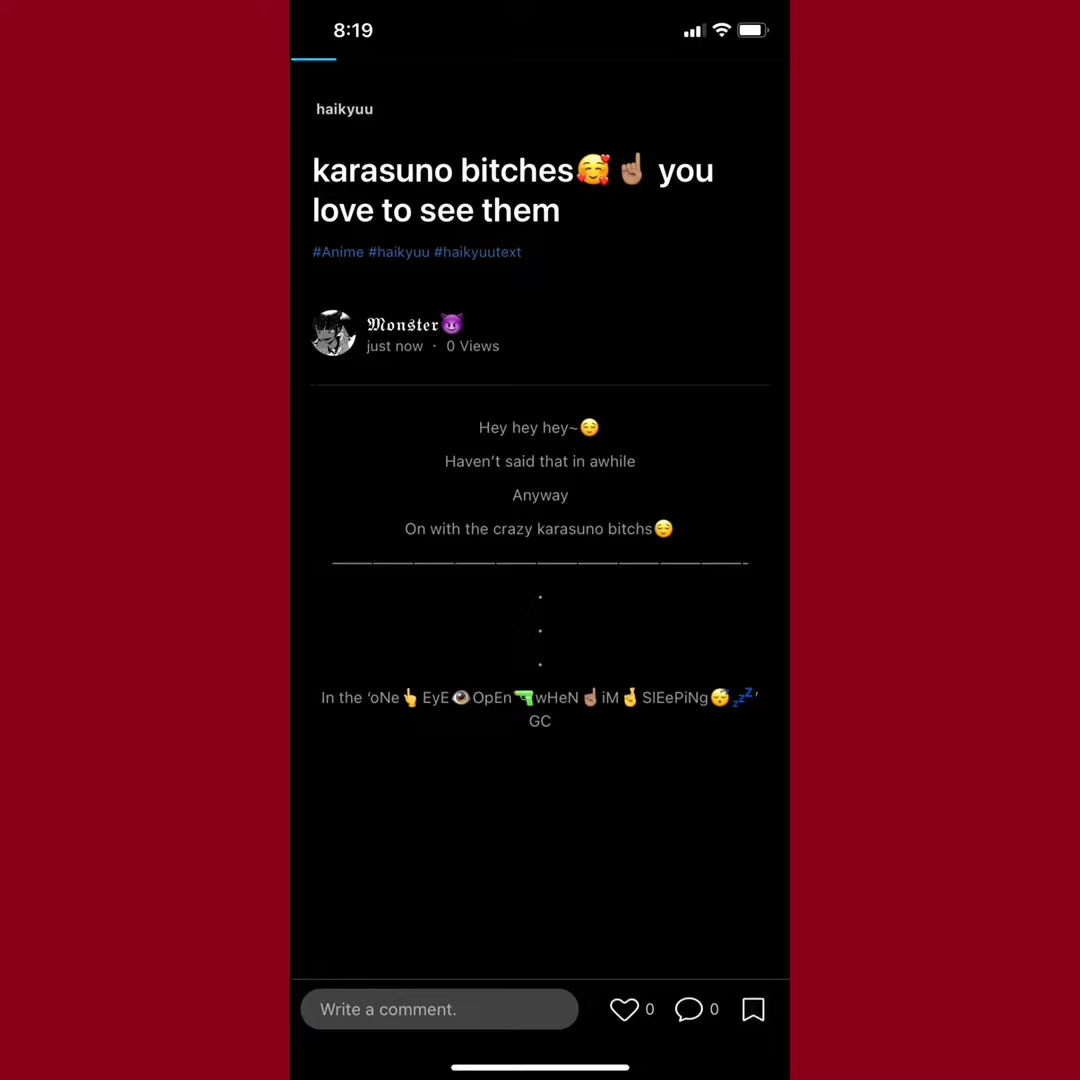 8:19
haikyuu
karasuno bitches🥰☝🏽 you
love to see them
#Anime #haikyuu #haikyuutext
𝕸𝖔𝖓𝖘𝖙𝖊𝖗😈
just now · 0 Views
Hey hey hey~😌
Haven’t said that in awhile
Anyway
On with the crazy karasuno bitchs😌
——————————-
.
.
.
In the ‘oNe👆EyE👁OpEn🔫wHeN☝🏽iM🤞SlEePiNg😴💤’
GC
Write a comment.
0
0